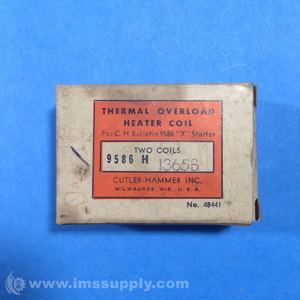 THERMAL OVERLOAD
HEATER COIL
For C-H Bulletin 9586 "X" Starter
TWO COILS
9586 H 1365B
CUTLER-HAMMER INC.
MILWAUKEE WIS., U.S.A.
No. 48441
© www.imssupply.com